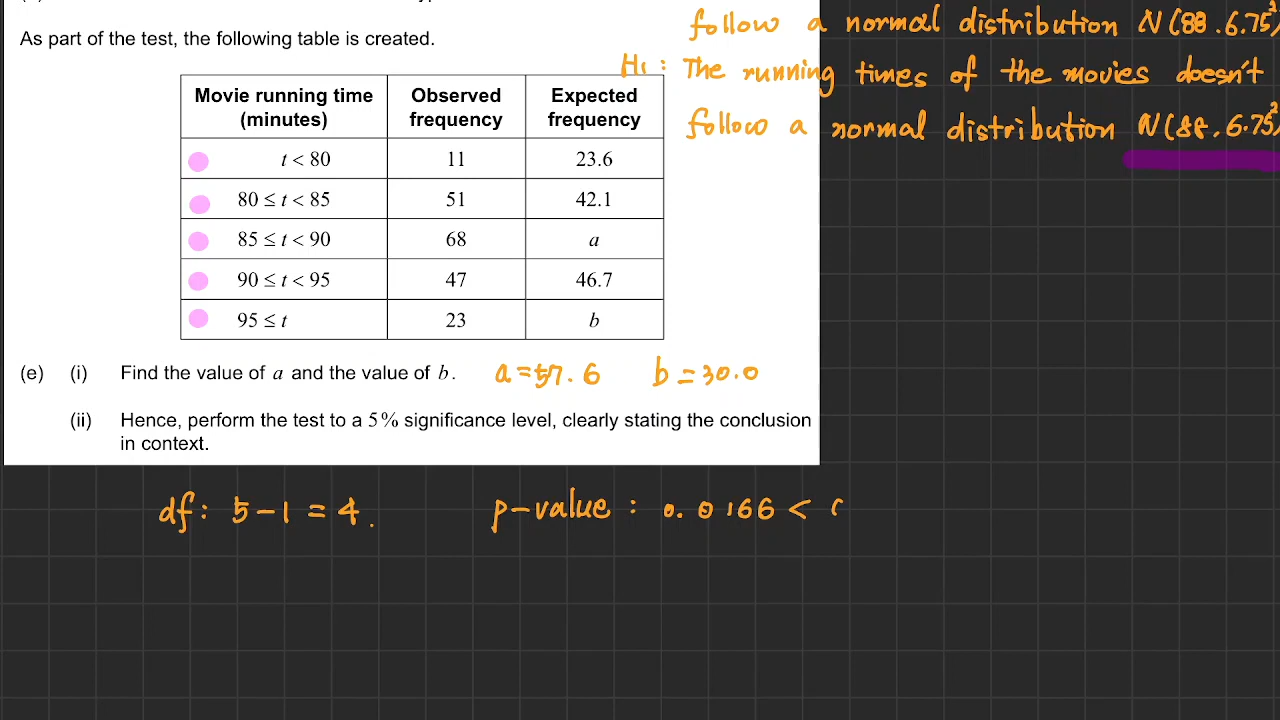 follow a normal distribution N(88.6.75²)
As part of the test, the following table is created.
H₁ : The running times of the movies doesn't
follow a normal distribution N(88.6.75²)
Movie running time (minutes) Observed frequency Expected frequency
t < 80 11 23.6
80 ≤ t < 85 51 42.1
85 ≤ t < 90 68 a
90 ≤ t < 95 47 46.7
95 ≤ t 23 b
(e) (i) Find the value of a and the value of b. a = 57.6 b = 30.0
(ii) Hence, perform the test to a 5% significance level, clearly stating the conclusion
in context.
df: 5-1 = 4. p-value : 0.0166 <